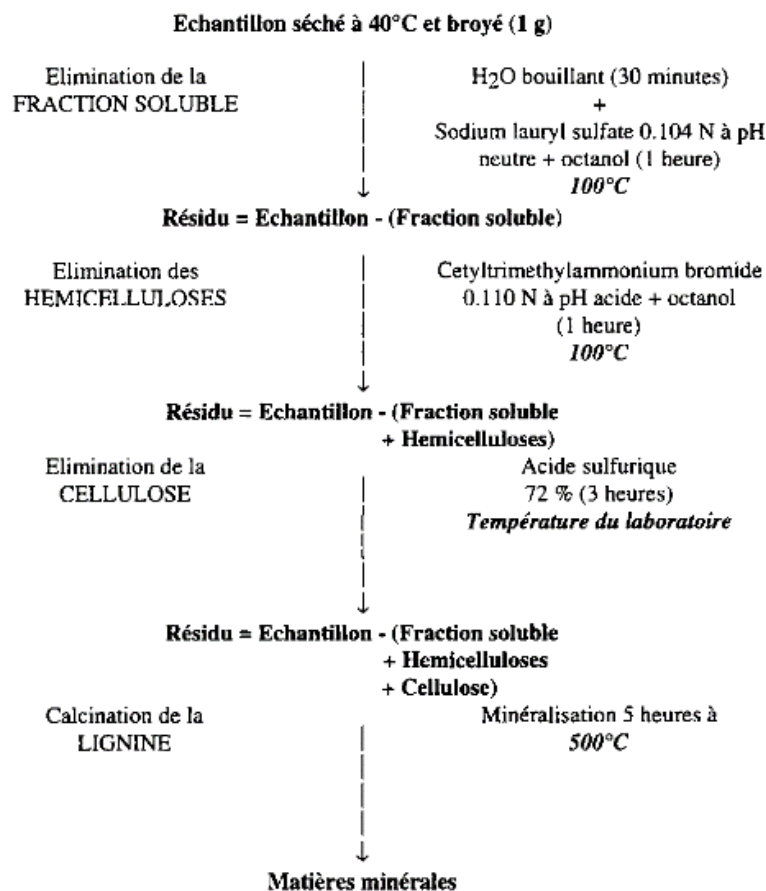 Echantillon séché à 40°C et broyé (1 g)
Elimination de la
FRACTION SOLUBLE
H2O bouillant (30 minutes)
+
Sodium lauryl sulfate 0.104 N à pH
neutre + octanol (1 heure)
100°C
Résidu = Echantillon - (Fraction soluble)
Elimination des
HEMICELLULOSES
Cetyltrimethylammonium bromide
0.110 N à pH acide + octanol
(1 heure)
100°C
Résidu = Echantillon - (Fraction soluble
+ Hemicelluloses)
Elimination de la
CELLULOSE
Acide sulfurique
72 % (3 heures)
Température du laboratoire
Résidu = Echantillon - (Fraction soluble
+ Hemicelluloses
+ Cellulose)
Calcination de la
LIGNINE
Minéralisation 5 heures à
500°C
Matières minérales